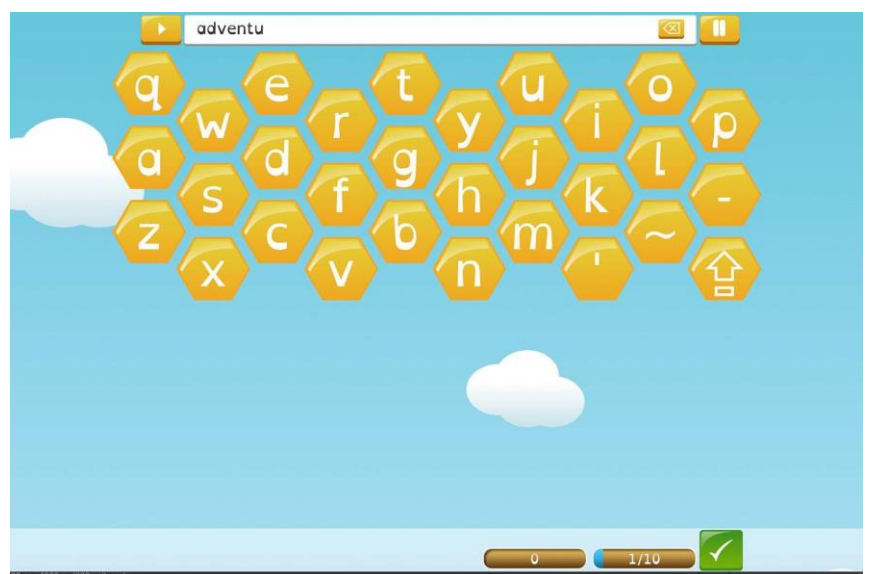 adventu
q e t u o
w r y i p
a d g j l
s f h k -
z c b m ~
x v n '
0 1/10